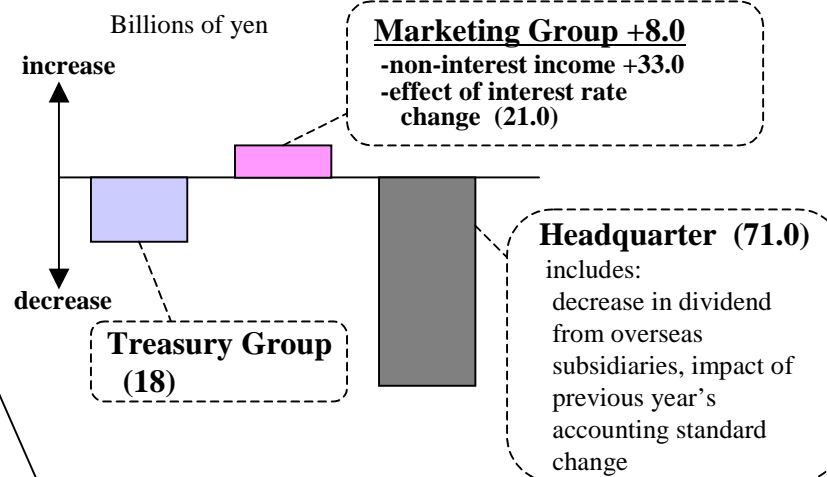 Billions of yen
increase
decrease
Marketing Group +8.0
-non-interest income +33.0
-effect of interest rate
change (21.0)
Treasury Group
(18)
Headquarter (71.0)
includes:
decrease in dividend
from overseas
subsidiaries, impact of
previous year’s
accounting standard
change